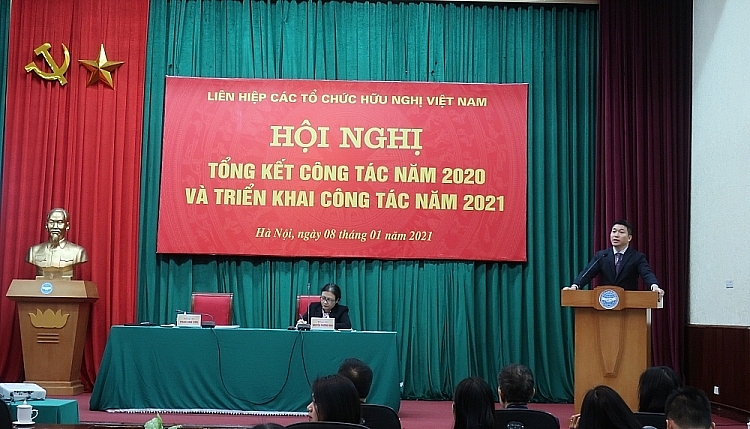 LIÊN HIỆP CÁC TỔ CHỨC HỮU NGHỊ VIỆT NAM
HỘI NGHỊ
TỔNG KẾT CÔNG TÁC NĂM 2020
VÀ TRIỂN KHAI CÔNG TÁC NĂM 2021
Hà Nội, ngày 08 tháng 01 năm 2021